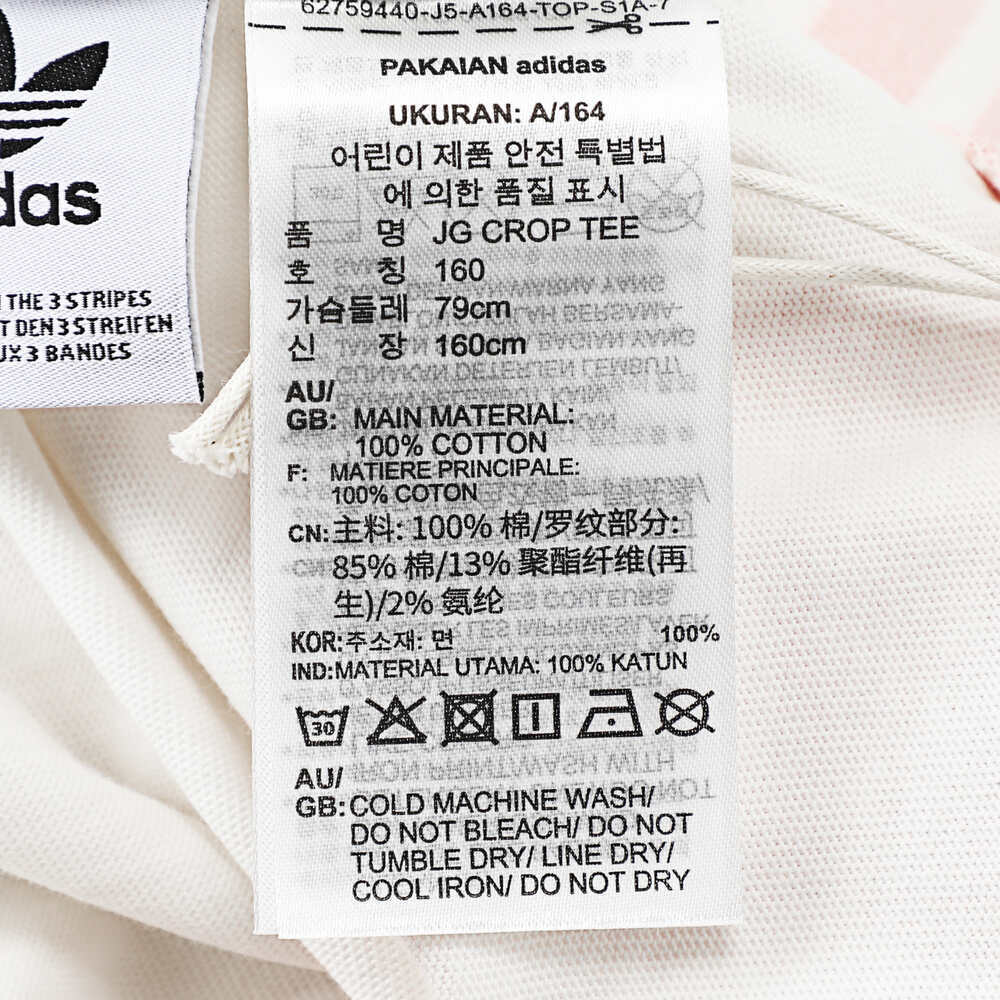 62759440-J5-A164-TOP-S1A-7
PAKAIAN adidas
UKURAN: A/164
어린이 제품 안전 특별법
에 의한 품질 표시
품 명 JG CROP TEE
호 칭 160
가슴둘레 79cm
신 장 160cm
AU/
GB: MAIN MATERIAL:
100% COTTON
F: MATIERE PRINCIPALE:
100% COTON
CN:主料: 100% 棉/罗纹部分:
85% 棉/13% 聚酯纤维(再
生)/2% 氨纶
KOR:주소재: 면 100%
IND:MATERIAL UTAMA: 100% KATUN
30
AU/
GB:COLD MACHINE WASH/
DO NOT BLEACH/ DO NOT
TUMBLE DRY/ LINE DRY/
COOL IRON/ DO NOT DRY
das
THE 3 STRIPES
T DEN 3 STREIFEN
UX 3 BANDES